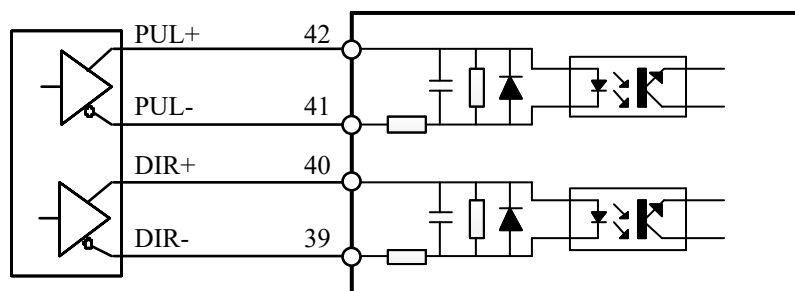 PUL+ 42
PUL- 41
DIR+ 40
DIR- 39